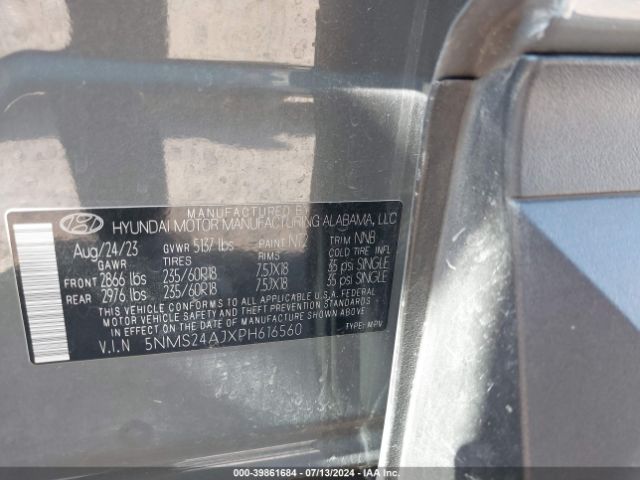 MANUFACTURED BY
HYUNDAI MOTOR MANUFACTURING ALABAMA, LLC
Aug/24/23 GVWR 5137 lbs PAINT NT2 TRIM NNB
GAWR TIRES RIMS COLD TIRE INFL
FRONT 2866 lbs 235/60R18 7.5JX18 35 psi SINGLE
REAR 2976 lbs 235/60R18 7.5JX18 35 psi SINGLE
THIS VEHICLE CONFORMS TO ALL APPLICABLE U.S.A. FEDERAL
MOTOR VEHICLE SAFETY AND THEFT PREVENTION STANDARDS
IN EFFECT ON THE DATE OF MANUFACTURE SHOWN ABOVE.
V.I.N 5NMS24AJXPH616560 TYPE: MPV
000-39861684 / 07/13/2024 - IAAI.COM